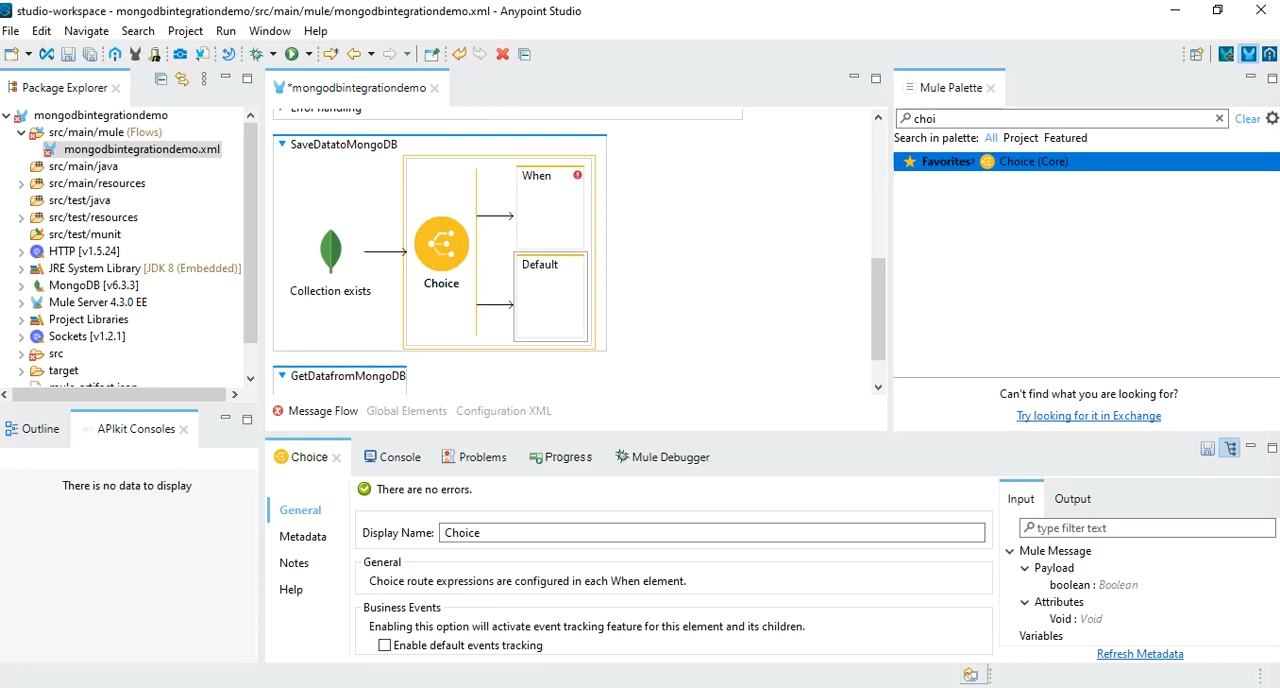 studio-workspace - mongodbintegrationdemo/src/main/mule/mongodbintegrationdemo.xml - Anypoint Studio
File Edit Navigate Search Project Run Window Help
Package Explorer
mongodbintegrationdemo
src/main/mule (Flows)
mongodbintegrationdemo.xml
src/main/java
src/main/resources
src/test/java
src/test/resources
src/test/munit
HTTP [v1.5.24]
JRE System Library [JDK 8 (Embedded)]
MongoDB [v6.3.3]
Mule Server 4.3.0 EE
Project Libraries
Sockets [v1.2.1]
src
target
mule-artifact.json
Outline
APIkit Consoles
There is no data to display
*mongodbintegrationdemo
Error handling
SaveDatatoMongoDB
Collection exists
Choice
When
Default
GetDatafromMongoDB
Message Flow Global Elements Configuration XML
Mule Palette
choi
Clear
Search in palette: All Project Featured
Favorites> Choice (Core)
Can't find what you are looking for?
Try looking for it in Exchange
Choice
Console
Problems
Progress
Mule Debugger
General
Metadata
Notes
Help
There are no errors.
Display Name: Choice
General
Choice route expressions are configured in each When element.
Business Events
Enabling this option will activate event tracking feature for this element and its children.
Enable default events tracking
Input
Output
type filter text
Mule Message
Payload
boolean : Boolean
Attributes
Void : Void
Variables
Refresh Metadata